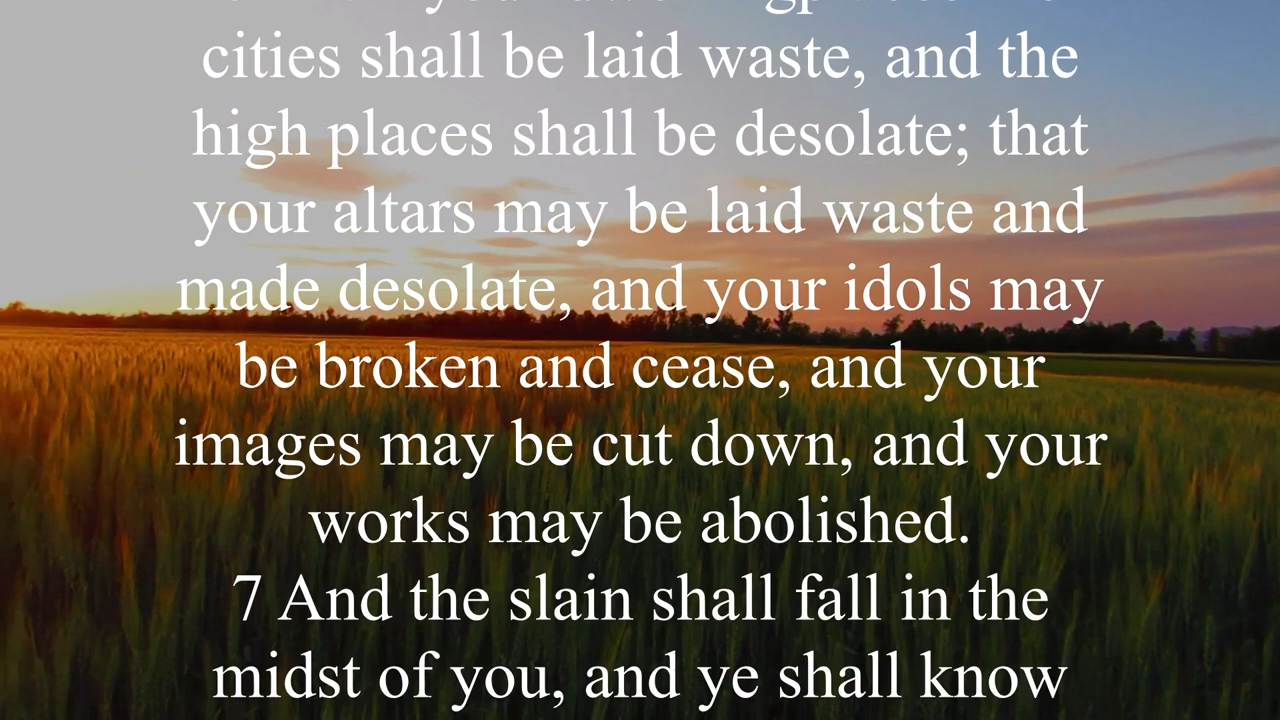 cities shall be laid waste, and the
high places shall be desolate; that
your altars may be laid waste and
made desolate, and your idols may
be broken and cease, and your
images may be cut down, and your
works may be abolished.
7 And the slain shall fall in the
midst of you, and ye shall know